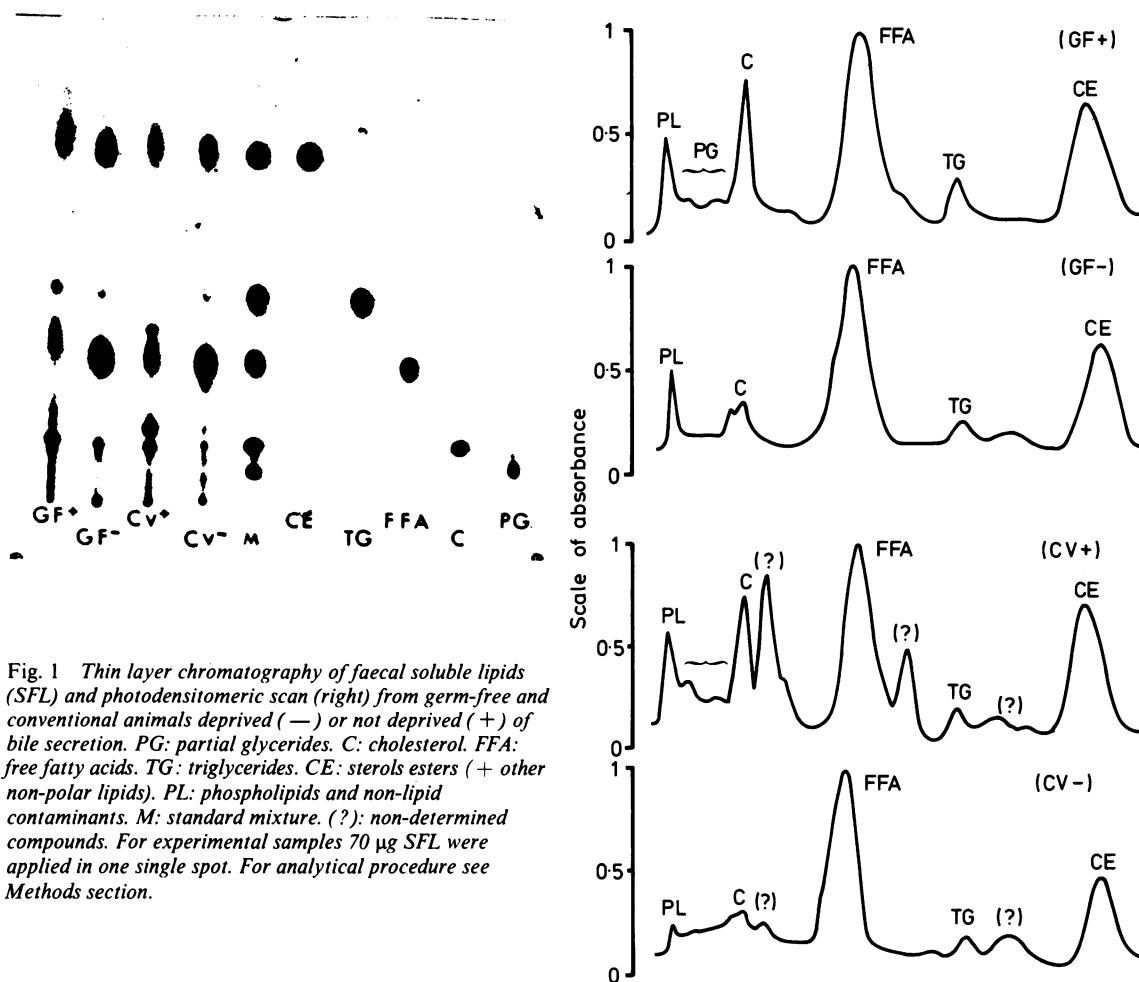 GF+ GF- Cv+ Cv- M CE TG FFA C PG
Fig. 1 Thin layer chromatography of faecal soluble lipids
(SFL) and photodensitomeric scan (right) from germ-free and
conventional animals deprived (—) or not deprived (+) of
bile secretion. PG: partial glycerides. C: cholesterol. FFA:
free fatty acids. TG: triglycerides. CE: sterols esters (+ other
non-polar lipids). PL: phospholipids and non-lipid
contaminants. M: standard mixture. (?): non-determined
compounds. For experimental samples 70 µg SFL were
applied in one single spot. For analytical procedure see
Methods section.
Scale of absorbance
1
0·5
0
PL
PG
C
FFA
TG
CE
(GF+)
1
0·5
0
PL
C
FFA
TG
CE
(GF-)
1
0·5
0
PL
C
(?)
FFA
(?)
TG
(?)
CE
(CV+)
1
0·5
0
PL
C
(?)
FFA
TG
(?)
CE
(CV-)